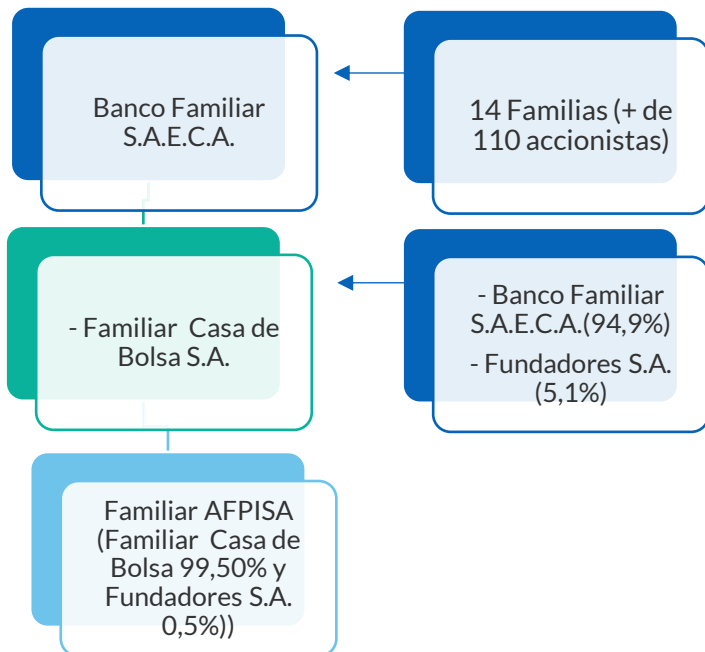 Banco Familiar
S.A.E.C.A.
14 Familias (+ de
110 accionistas)
- Familiar Casa de
Bolsa S.A.
- Banco Familiar
S.A.E.C.A.(94,9%)
- Fundadores S.A.
(5,1%)
Familiar AFPISA
(Familiar Casa de
Bolsa 99,50% y
Fundadores S.A.
0,5%))